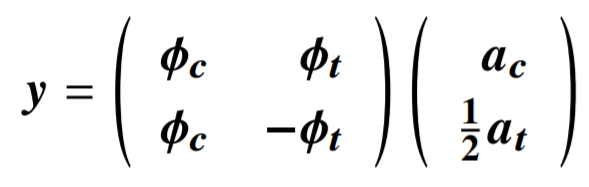 y = ( ϕc ϕt ) ( ac )
( ϕc −ϕt ) ( ½at )